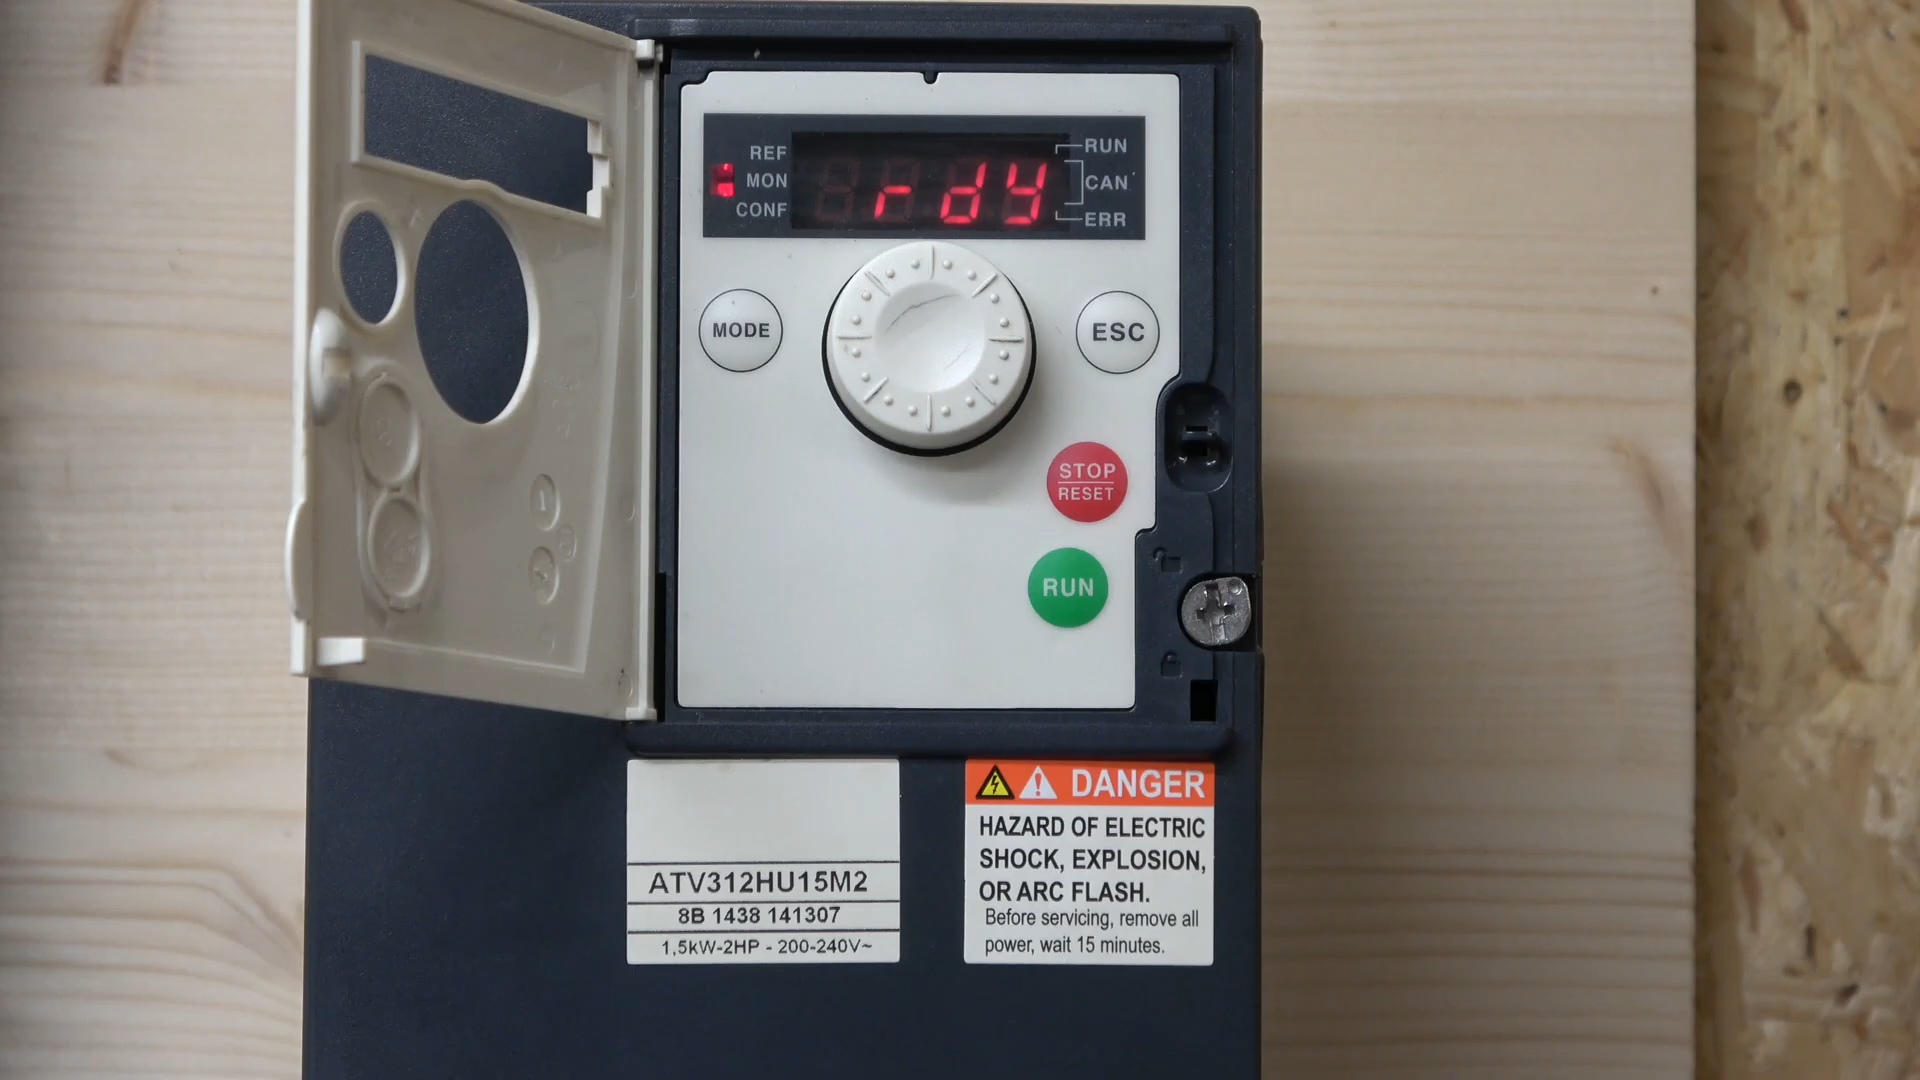 REF
MON
CONF
rdY
RUN
CAN
ERR
MODE
ESC
STOP
RESET
RUN
ATV312HU15M2
8B 1438 141307
1,5kW-2HP - 200-240V~
DANGER
HAZARD OF ELECTRIC
SHOCK, EXPLOSION,
OR ARC FLASH.
Before servicing, remove all
power, wait 15 minutes.